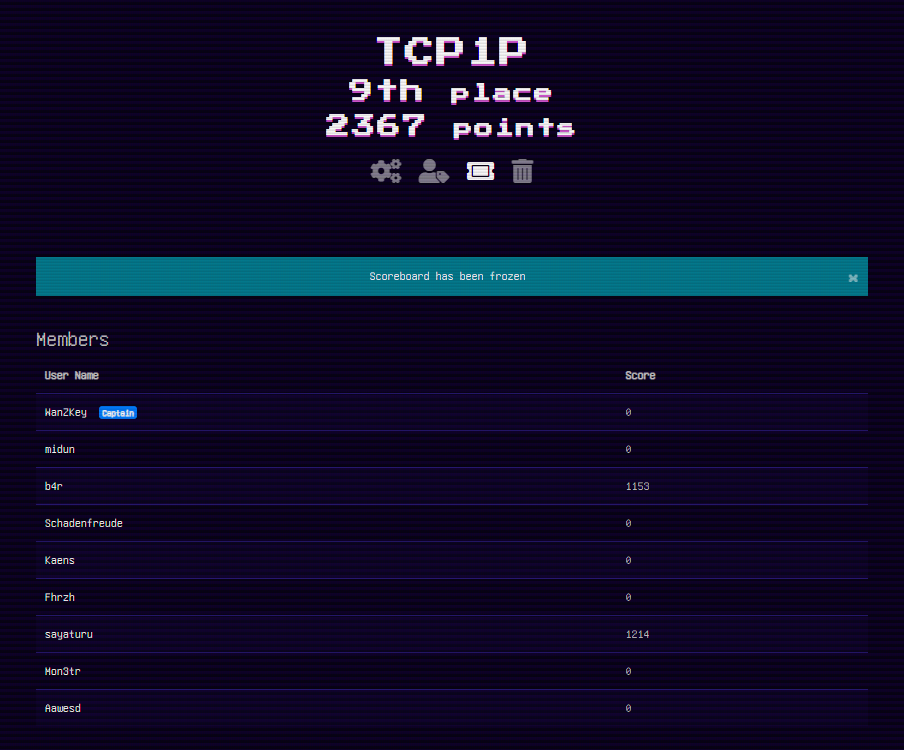 TCP1P
9th place
2367 points
Scoreboard has been frozen
Members
User Name Score
WanZKey Captain 0
midun 0
b4r 1153
Schadenfreude 0
Kaens 0
Fhrzh 0
sayaturu 1214
Mon3tr 0
Aawesd 0